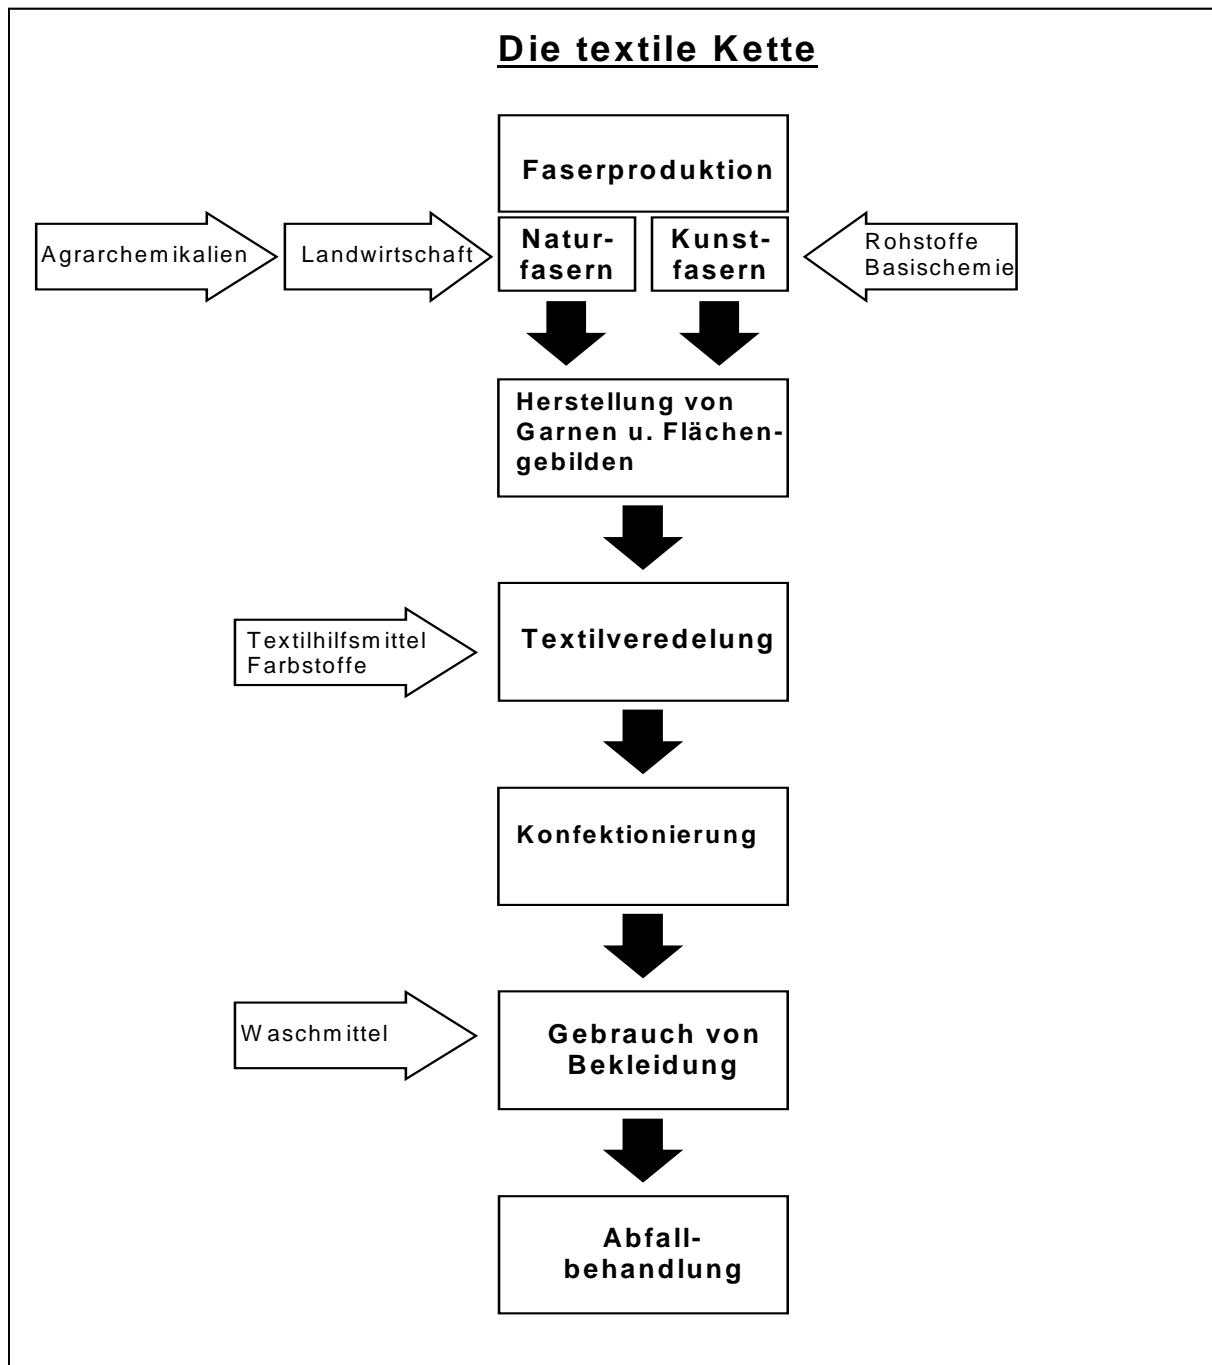 Die textile Kette
Faserproduktion
Agrarchemikalien
Landwirtschaft
Natur-
fasern
Kunst-
fasern
Rohstoffe
Basischemie
Herstellung von
Garnen u. Flächen-
gebilden
Textilhilfsmittel
Farbstoffe
Textilveredelung
Konfektionierung
Waschmittel
Gebrauch von
Bekleidung
Abfall-
behandlung